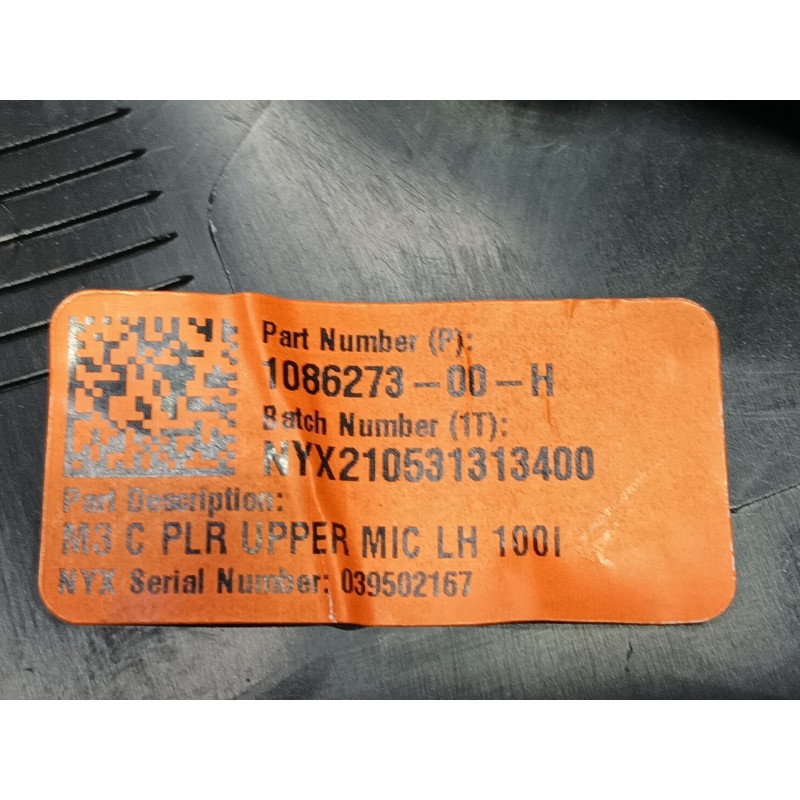 Part Number (P):
1086273-00-H
Batch Number (1T):
NYX210531313400
Part Description:
M3 C PLR UPPER MIC LH 100I
NYX Serial Number: 039502167